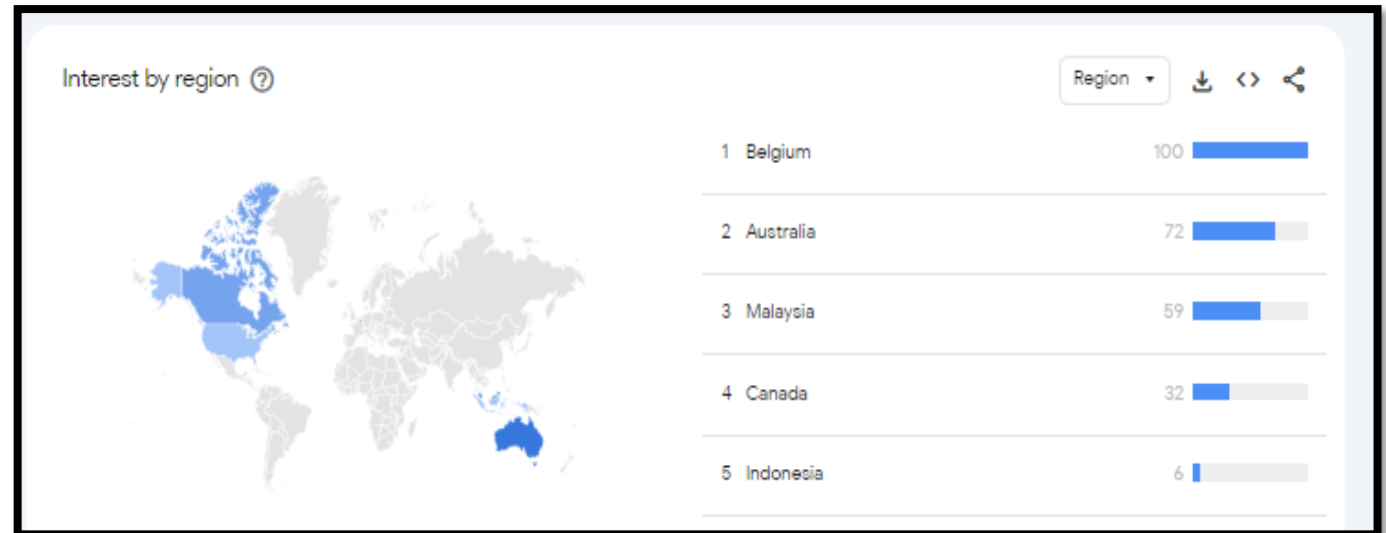 Interest by region
Region
1 Belgium 100
2 Australia 72
3 Malaysia 59
4 Canada 32
5 Indonesia 6